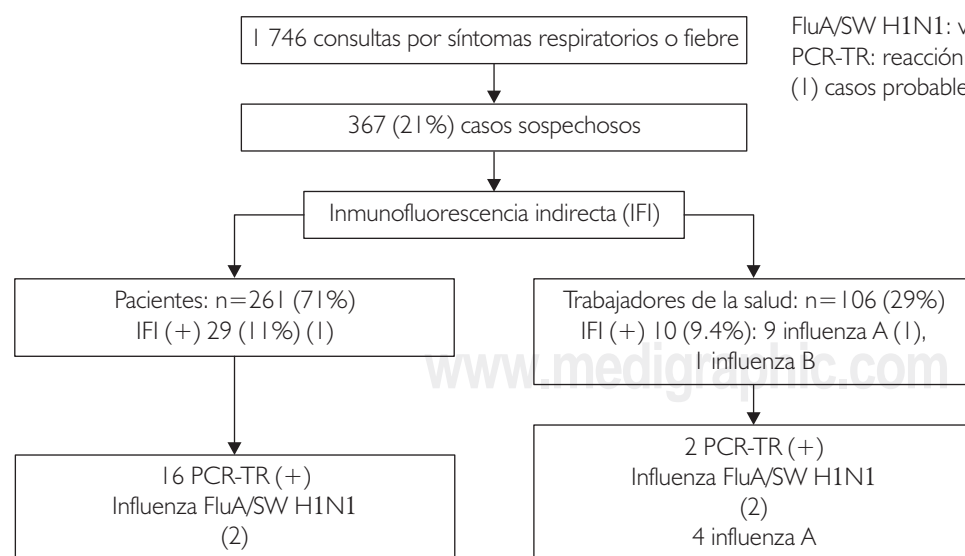 1 746 consultas por síntomas respiratorios o fiebre
FluA/SW H1N1:
PCR-TR: reacción
(1) casos probable
367 (21%) casos sospechosos
Inmunofluorescencia indirecta (IFI)
Pacientes: n=261 (71%)
IFI (+) 29 (11%) (1)
Trabajadores de la salud: n=106 (29%)
IFI (+) 10 (9.4%): 9 influenza A (1),
1 influenza B
www.medigraphic.com
16 PCR-TR (+)
Influenza FluA/SW H1N1
(2)
2 PCR-TR (+)
Influenza FluA/SW H1N1
(2)
4 influenza A